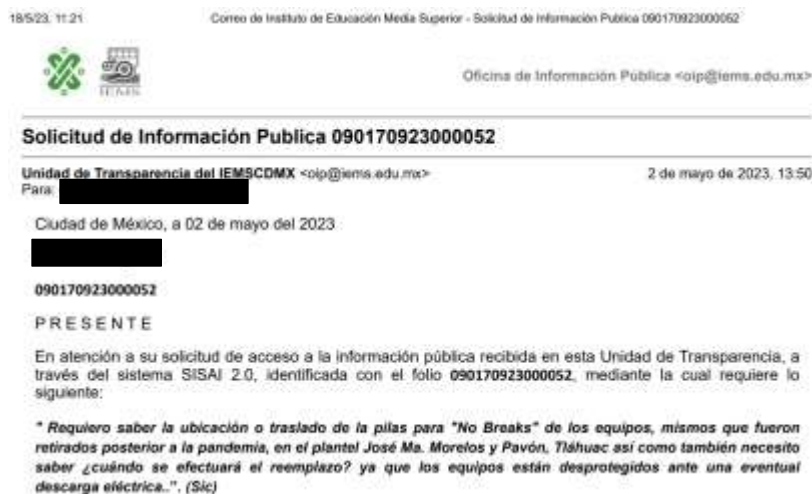 18/5/23, 11:21 Correo de Instituto de Educación Media Superior - Solicitud de Información Publica 090170923000052
IEMS
Oficina de Información Pública <oip@iems.edu.mx>
Solicitud de Información Publica 090170923000052
Unidad de Transparencia del IEMSCDMX <oip@iems.edu.mx> 2 de mayo de 2023, 13:50
Para:
Ciudad de México, a 02 de mayo del 2023
090170923000052
P R E S E N T E
En atención a su solicitud de acceso a la información pública recibida en esta Unidad de Transparencia, a
través del sistema SISAI 2.0, identificada con el folio 090170923000052, mediante la cual requiere lo
siguiente:
" Requiero saber la ubicación o traslado de la pilas para "No Breaks" de los equipos, mismos que fueron
retirados posterior a la pandemia, en el plantel José Ma. Morelos y Pavón, Tláhuac así como también necesito
saber ¿cuándo se efectuará el reemplazo? ya que los equipos están desprotegidos ante una eventual
descarga eléctrica..". (Sic)